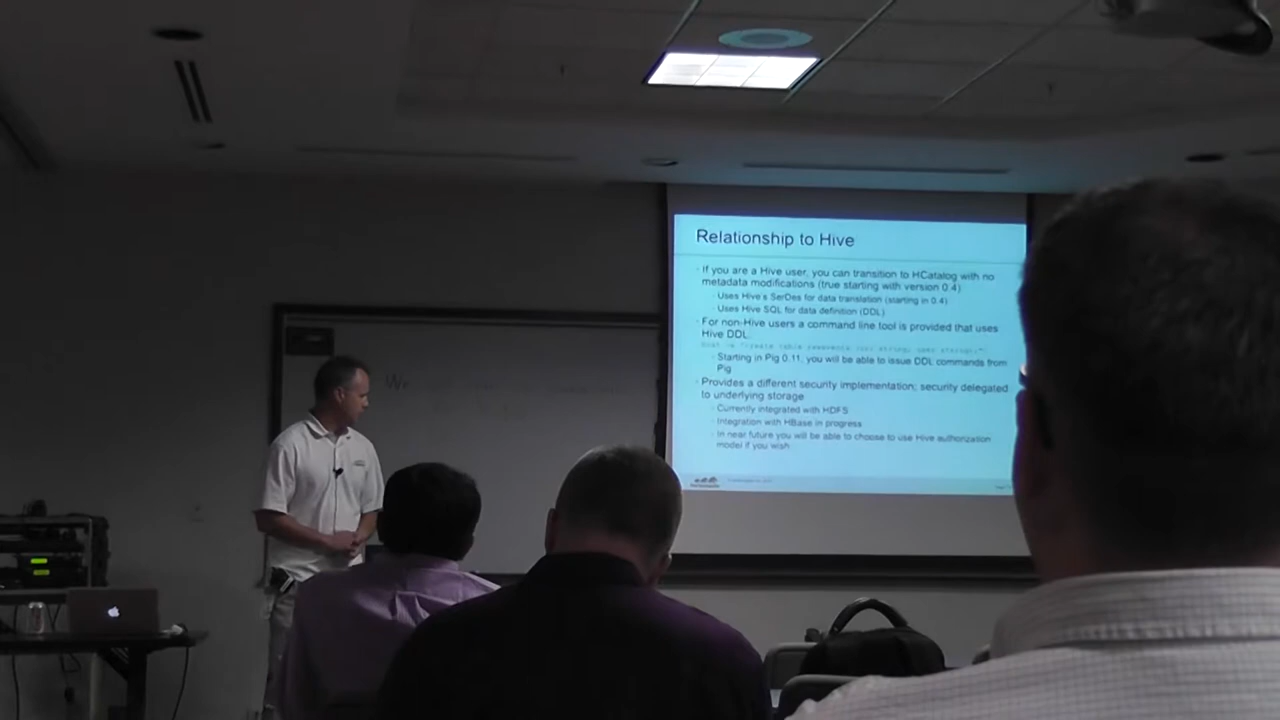 Relationship to Hive
If you are a Hive user, you can transition to HCatalog with no
metadata modifications (true starting with version 0.4)
Uses Hive's SerDes for data translation (starting in 0.4)
Uses Hive SQL for data definition (DDL)
For non-Hive users a command line tool is provided that uses
Hive DDL
Starting in Pig 0.11, you will be able to issue DDL commands from
Pig
Provides a different security implementation; security delegated
to underlying storage
Currently integrated with HDFS
Integration with HBase in progress
In near future you will be able to choose to use Hive authorization
model if you wish
We